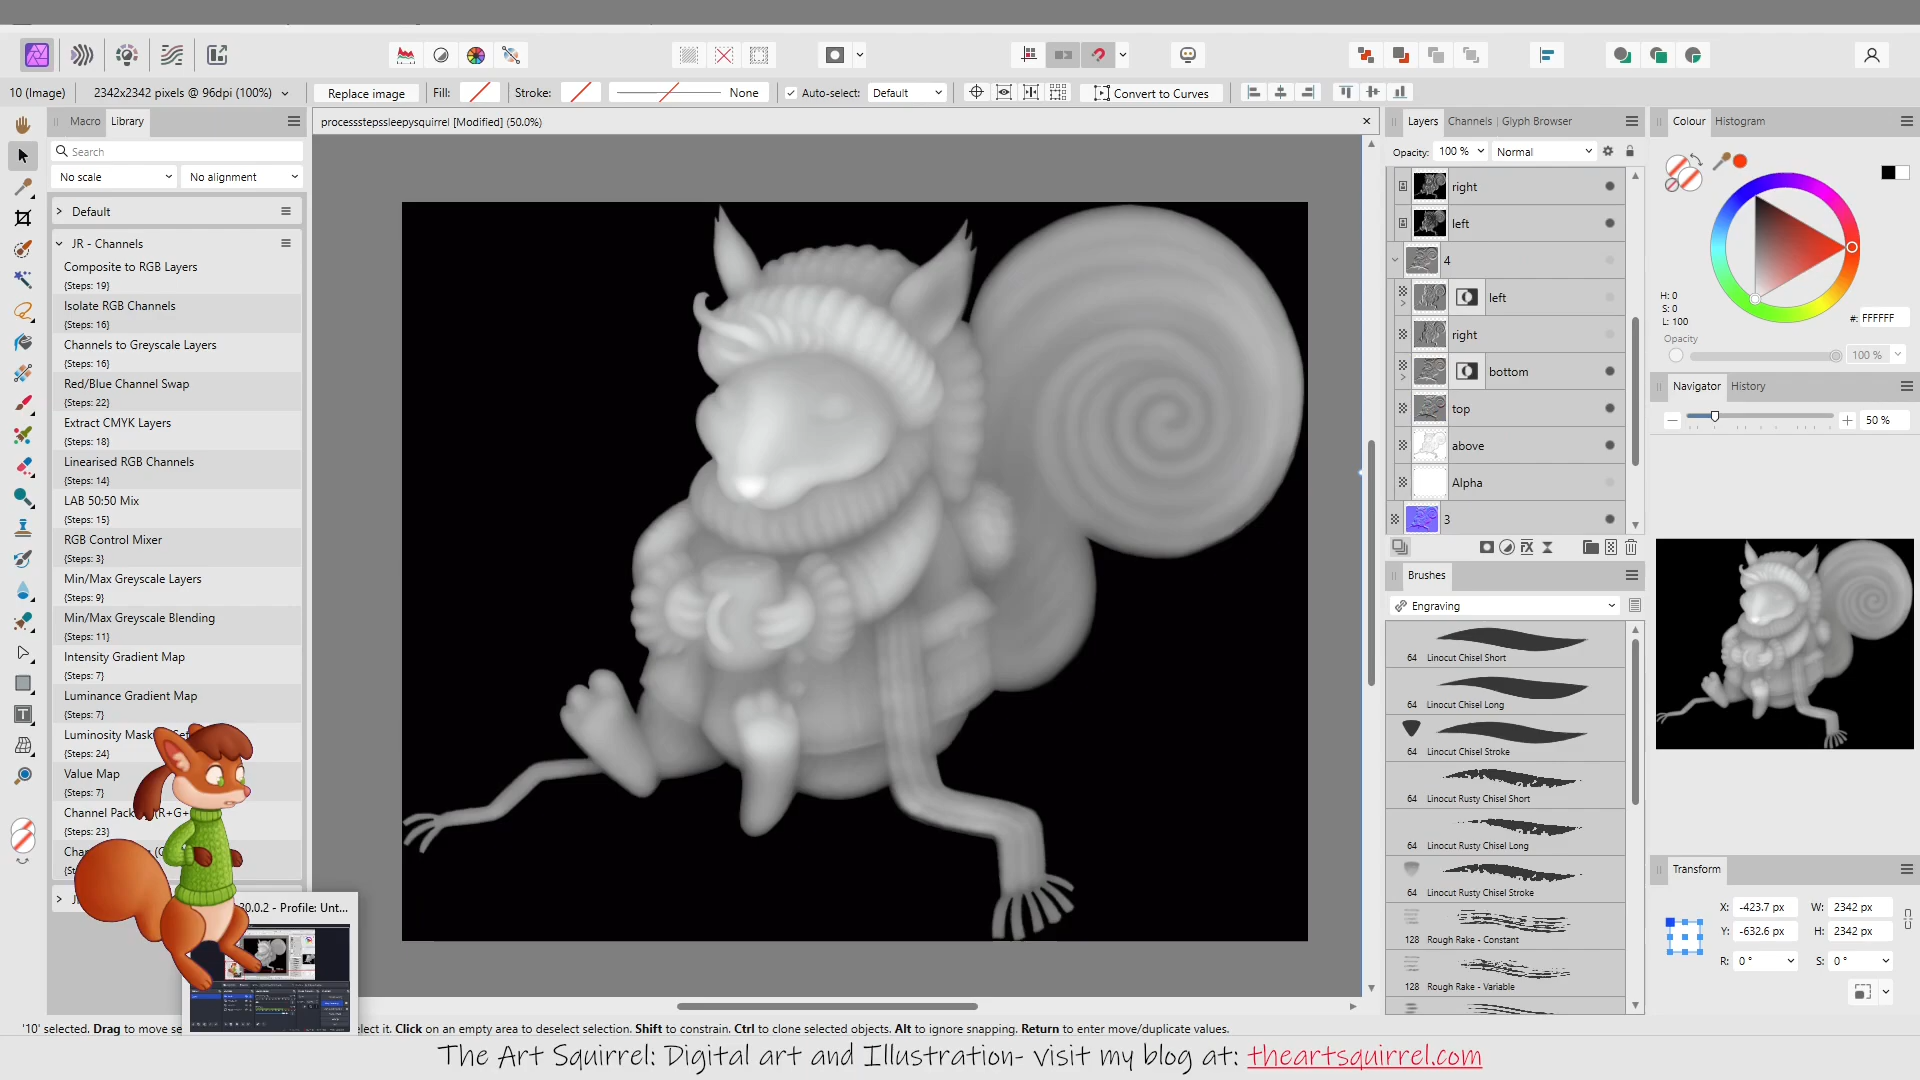 10 (Image)
2342x2342 pixels @ 96dpi (100%)
Replace image
Fill:
Stroke:
None
Auto-select:
Default
Convert to Curves
Macro
Library
processstepssleepysquirrel [Modified] (50.0%)
Search
No scale
No alignment
Default
JR - Channels
Composite to RGB Layers
{Steps: 19}
Isolate RGB Channels
{Steps: 16}
Channels to Greyscale Layers
{Steps: 16}
Red/Blue Channel Swap
{Steps: 22}
Extract CMYK Layers
{Steps: 18}
Linearised RGB Channels
{Steps: 14}
LAB 50:50 Mix
{Steps: 15}
RGB Control Mixer
{Steps: 3}
Min/Max Greyscale Layers
{Steps: 9}
Min/Max Greyscale Blending
{Steps: 11}
Intensity Gradient Map
{Steps: 7}
Luminance Gradient Map
{Steps: 7}
Luminosity Mask
{Steps: 24}
Value Map
{Steps: 7}
Channel Pack (R+G+
{Steps: 23}
30.0.2 - Profile: Unt...
Layers
Channels
Glyph Browser
Opacity:
100 %
Normal
right
left
4
left
right
bottom
top
above
Alpha
3
Brushes
Engraving
64 Linocut Chisel Short
64 Linocut Chisel Long
64 Linocut Chisel Stroke
64 Linocut Rusty Chisel Short
64 Linocut Rusty Chisel Long
64 Linocut Rusty Chisel Stroke
128 Rough Rake - Constant
128 Rough Rake - Variable
Colour
Histogram
H: 0
S: 0
L: 100
#: FFFFFF
Opacity
100 %
Navigator
History
50 %
Transform
X: -423.7 px
W: 2342 px
Y: -632.6 px
H: 2342 px
R: 0 °
S: 0 °
'10' selected. Drag to move se
lect it. Click on an empty area to deselect selection. Shift to constrain. Ctrl to clone selected objects. Alt to ignore snapping. Return to enter move/duplicate values.
The Art Squirrel: Digital art and Illustration- visit my blog at: theartsquirrel.com